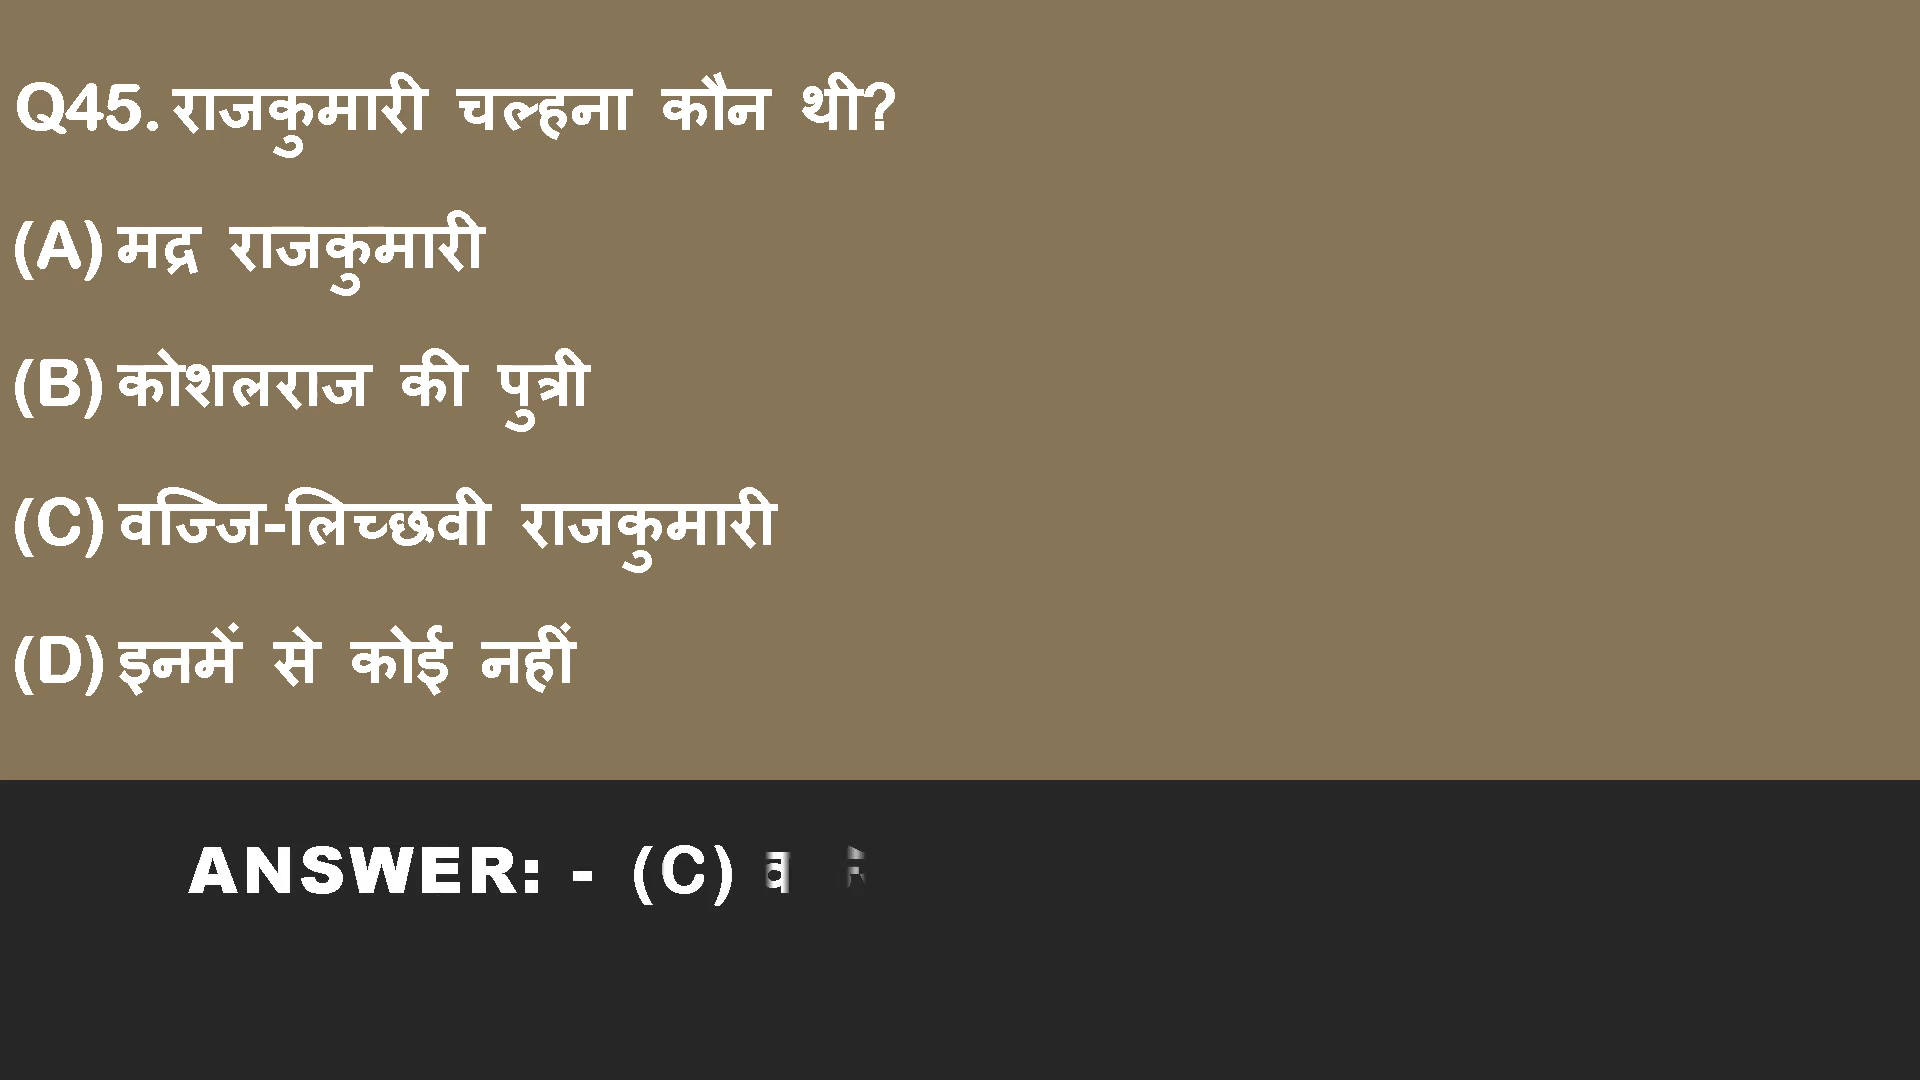 Q45. राजकुमारी चल्हना कौन थी?
(A) मद्र राजकुमारी
(B) कोशलराज की पुत्री
(C) वज्जि-लिच्छवी राजकुमारी
(D) इनमें से कोई नहीं
ANSWER: - (C)